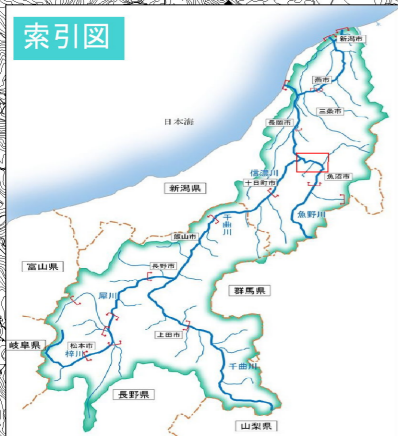 索引図
新潟市
燕市
三条市
長岡市
日本海
信濃川
魚沼市
十日町市
新潟県
魚野川
千曲川
飯山市
富山県
長野市
群馬県
犀川
岐阜県
松本市
上田市
梓川
千曲川
長野県
山梨県